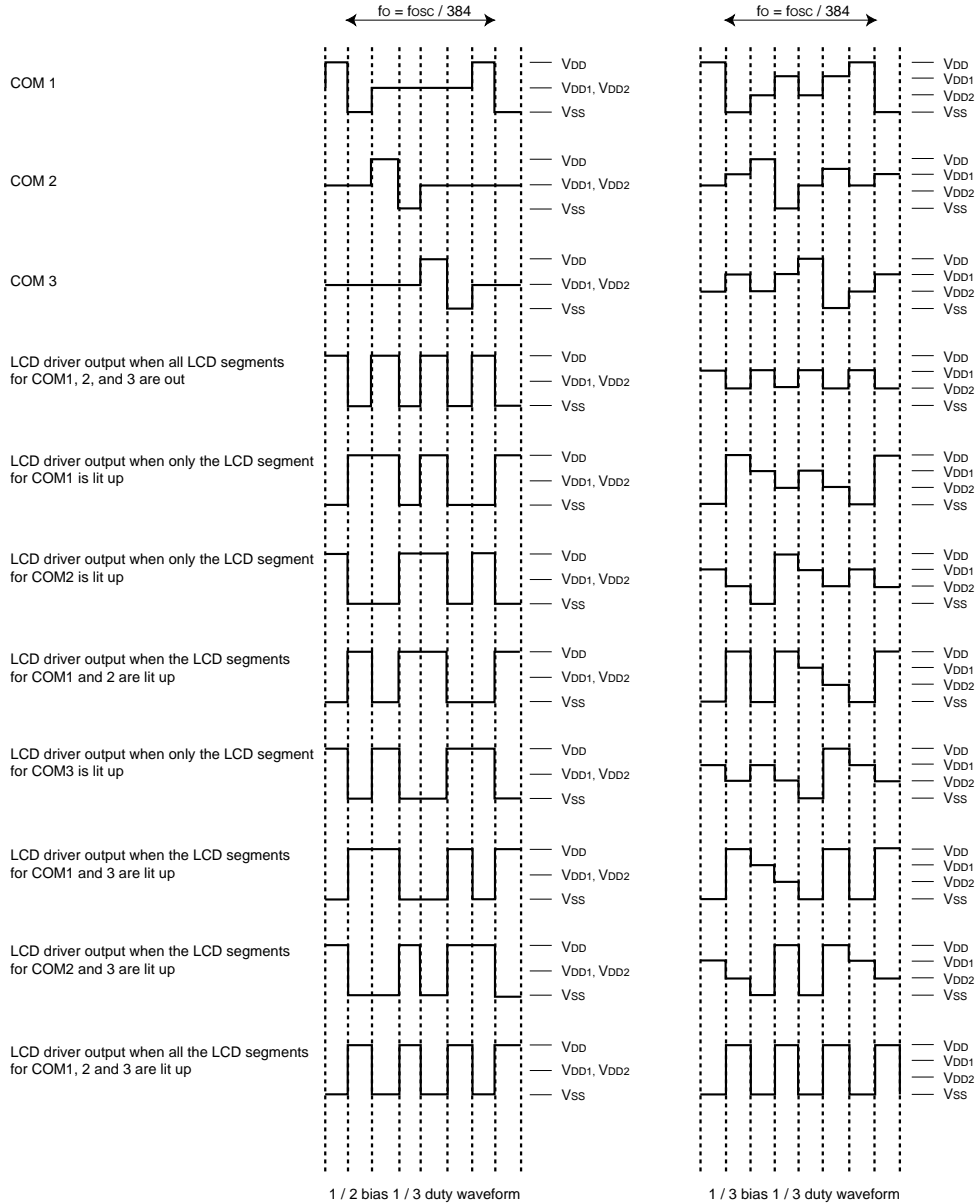 fo = fosc / 384
fo = fosc / 384
COM 1
VDD
VDD1, VDD2
VSS
VDD
VDD1
VDD2
VSS
COM 2
VDD
VDD1, VDD2
VSS
VDD
VDD1
VDD2
VSS
COM 3
VDD
VDD1, VDD2
VSS
VDD
VDD1
VDD2
VSS
LCD driver output when all LCD segments
for COM1, 2, and 3 are out
VDD
VDD1, VDD2
VSS
VDD
VDD1
VDD2
VSS
LCD driver output when only the LCD segment
for COM1 is lit up
VDD
VDD1, VDD2
VSS
VDD
VDD1
VDD2
VSS
LCD driver output when only the LCD segment
for COM2 is lit up
VDD
VDD1, VDD2
VSS
VDD
VDD1
VDD2
VSS
LCD driver output when the LCD segments
for COM1 and 2 are lit up
VDD
VDD1, VDD2
VSS
VDD
VDD1
VDD2
VSS
LCD driver output when only the LCD segment
for COM3 is lit up
VDD
VDD1, VDD2
VSS
VDD
VDD1
VDD2
VSS
LCD driver output when the LCD segments
for COM1 and 3 are lit up
VDD
VDD1, VDD2
VSS
VDD
VDD1
VDD2
VSS
LCD driver output when the LCD segments
for COM2 and 3 are lit up
VDD
VDD1, VDD2
VSS
VDD
VDD1
VDD2
VSS
LCD driver output when all the LCD segments
for COM1, 2 and 3 are lit up
VDD
VDD1, VDD2
VSS
VDD
VDD1
VDD2
VSS
1 / 2 bias 1 / 3 duty waveform
1 / 3 bias 1 / 3 duty waveform